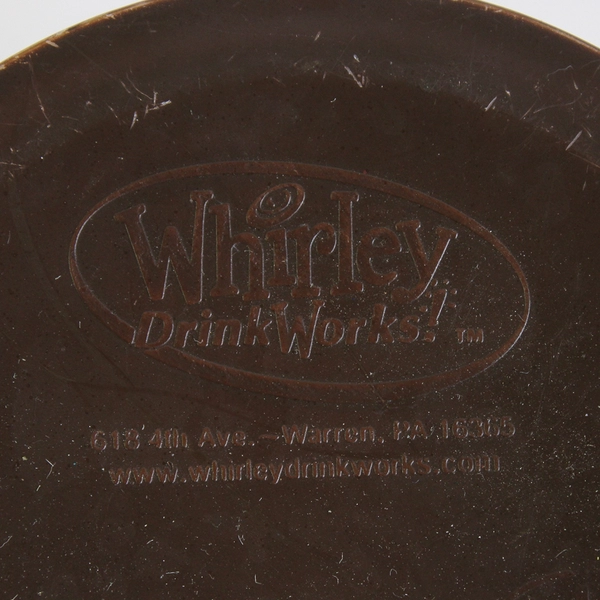 Whirley
DrinkWorks! TM
618 4th Ave. – Warren, PA 16365
www.whirleydrinkworks.com